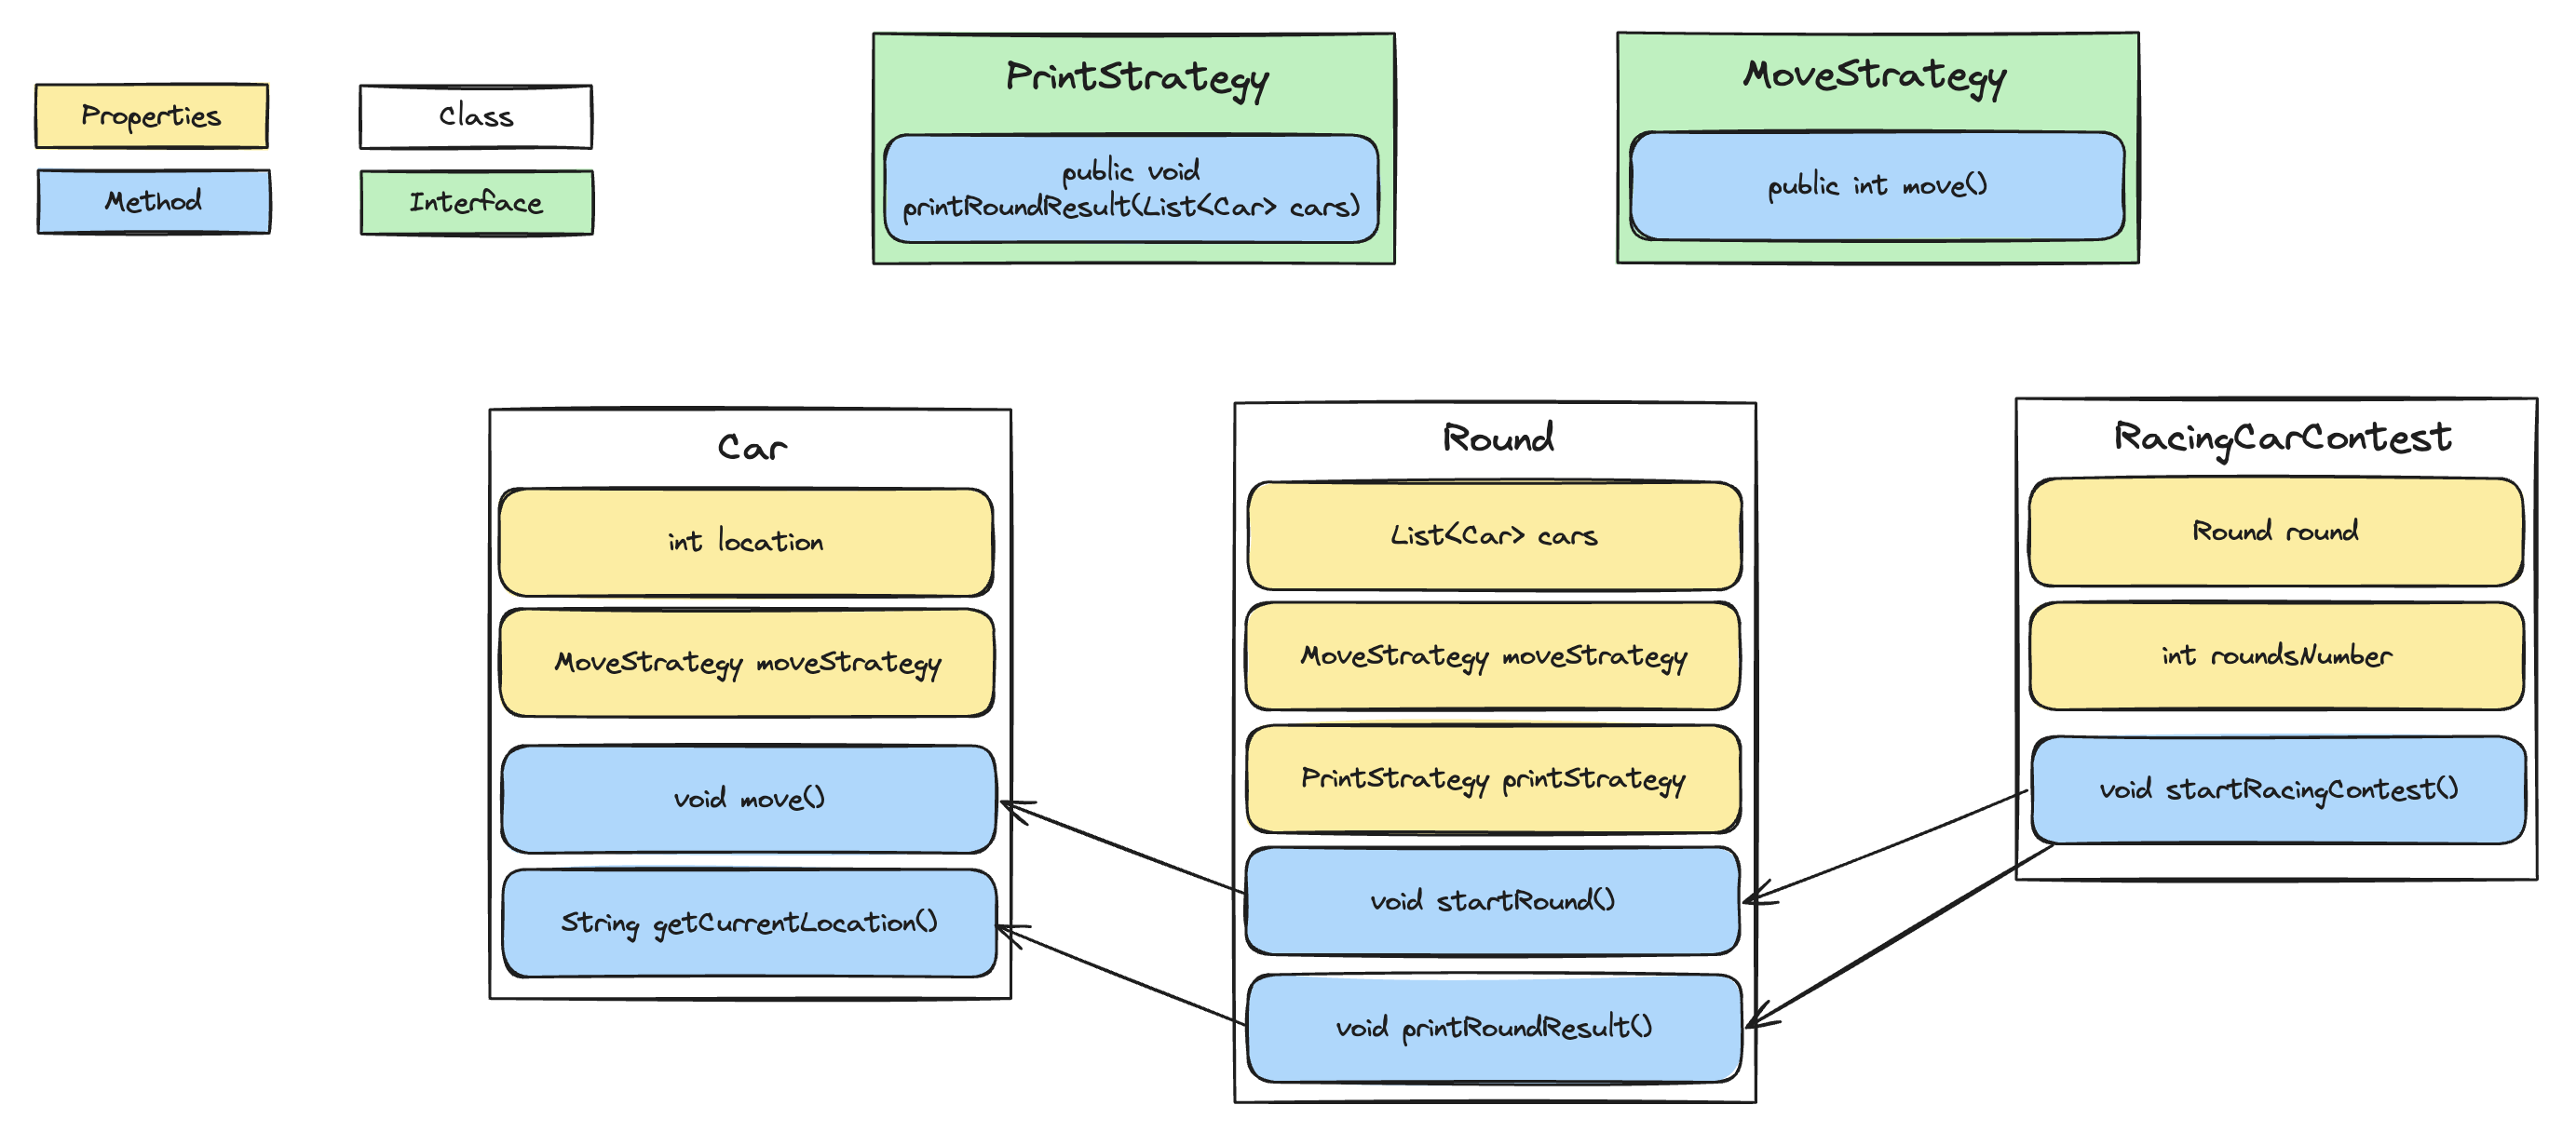 Properties
Class
Method
Interface
PrintStrategy
public void
printRoundResult(List<Car> cars)
MoveStrategy
public int move()
Car
int location
MoveStrategy moveStrategy
void move()
String getCurrentLocation()
Round
List<Car> cars
MoveStrategy moveStrategy
PrintStrategy printStrategy
void startRound()
void printRoundResult()
RacingCarContest
Round round
int roundsNumber
void startRacingContest()